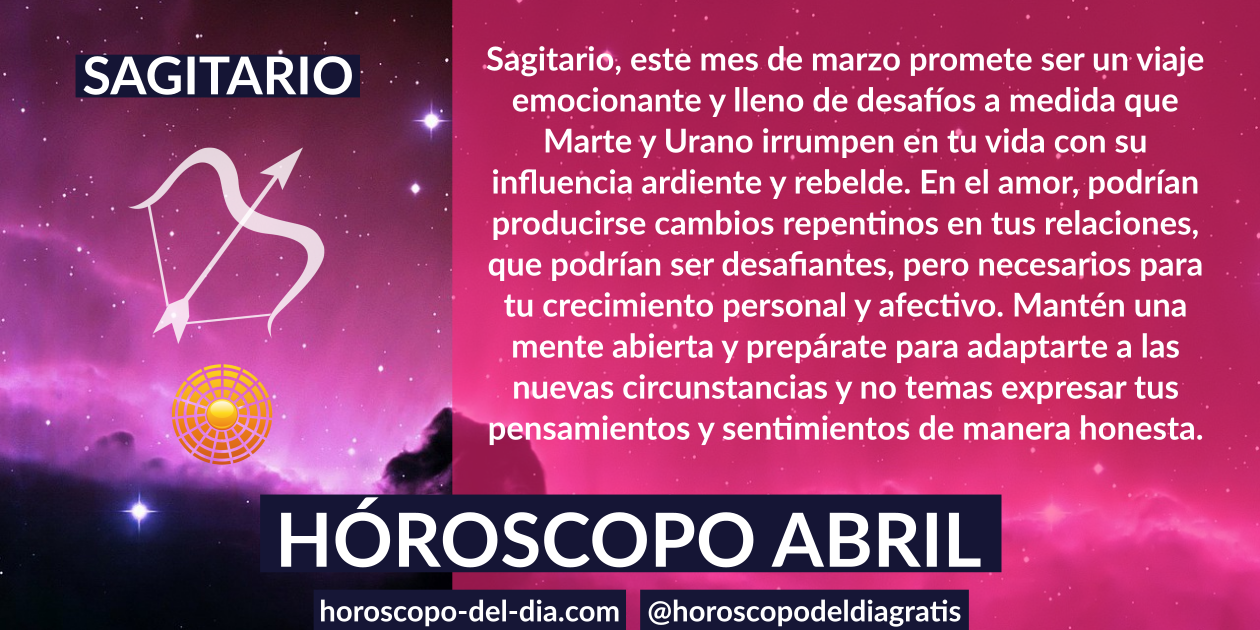 SAGITARIO
Sagitario, este mes de marzo promete ser un viaje
emocionante y lleno de desafíos a medida que
Marte y Urano irrumpen en tu vida con su
influencia ardiente y rebelde. En el amor, podrían
producirse cambios repentinos en tus relaciones,
que podrían ser desafiantes, pero necesarios para
tu crecimiento personal y afectivo. Mantén una
mente abierta y prepárate para adaptarte a las
nuevas circunstancias y no temas expresar tus
pensamientos y sentimientos de manera honesta.
HÓROSCOPO ABRIL
horoscopo-del-dia.com
@horoscopodeldiagratis